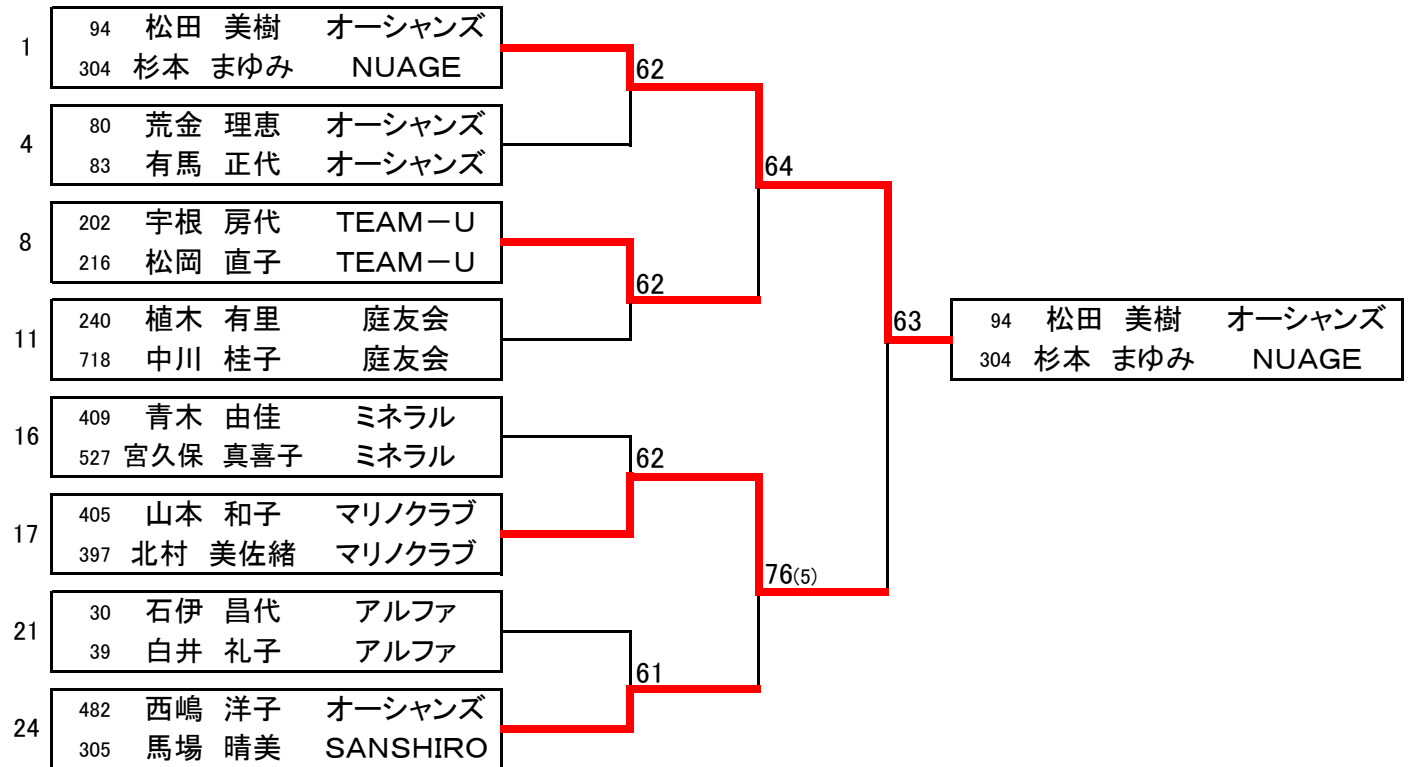 94 松田 美樹 オーシャンズ
1
304 杉本 まゆみ NUAGE
62
80 荒金 理恵 オーシャンズ
4
83 有馬 正代 オーシャンズ
64
202 宇根 房代 TEAM－U
8
216 松岡 直子 TEAM－U
62
240 植木 有里 庭友会
11
718 中川 桂子 庭友会
63
94 松田 美樹 オーシャンズ
304 杉本 まゆみ NUAGE
409 青木 由佳 ミネラル
16
527 宮久保 真喜子 ミネラル
62
405 山本 和子 マリノクラブ
17
397 北村 美佐緒 マリノクラブ
76(5)
30 石伊 昌代 アルファ
21
39 白井 礼子 アルファ
61
482 西嶋 洋子 オーシャンズ
24
305 馬場 晴美 SANSHIRO